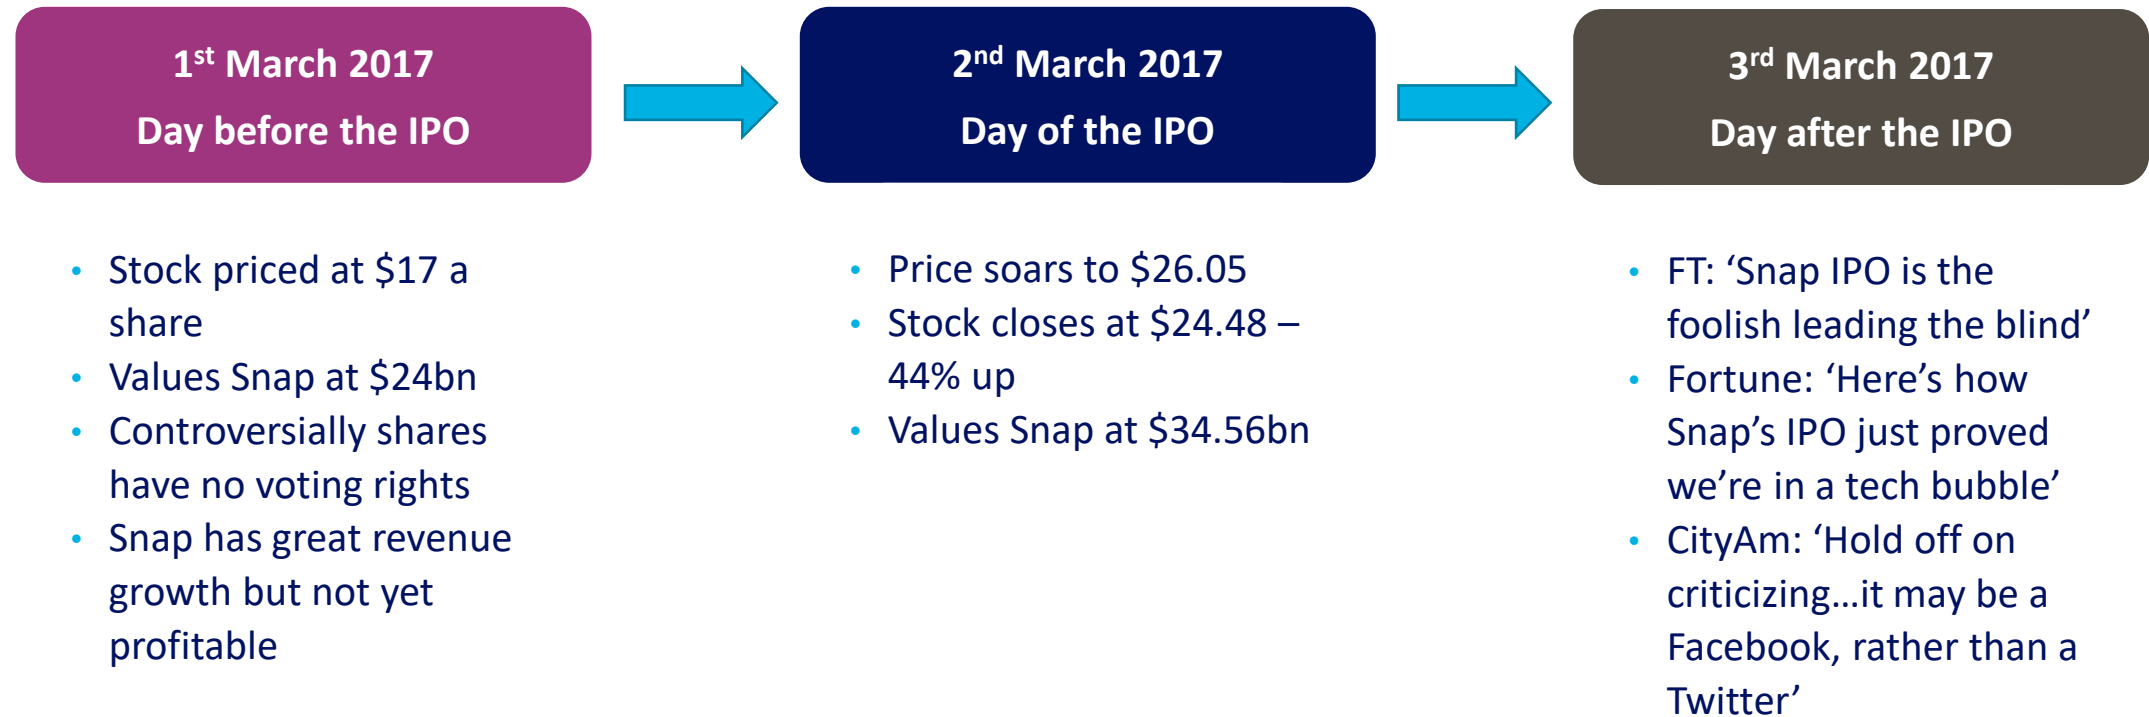 1st March 2017
Day before the IPO
• Stock priced at $17 a
share
• Values Snap at $24bn
• Controversially shares
have no voting rights
• Snap has great revenue
growth but not yet
profitable
2nd March 2017
Day of the IPO
• Price soars to $26.05
• Stock closes at $24.48 –
44% up
• Values Snap at $34.56bn
3rd March 2017
Day after the IPO
• FT: ‘Snap IPO is the
foolish leading the blind’
• Fortune: ‘Here’s how
Snap’s IPO just proved
we’re in a tech bubble’
• CityAm: ‘Hold off on
criticizing…it may be a
Facebook, rather than a
Twitter’